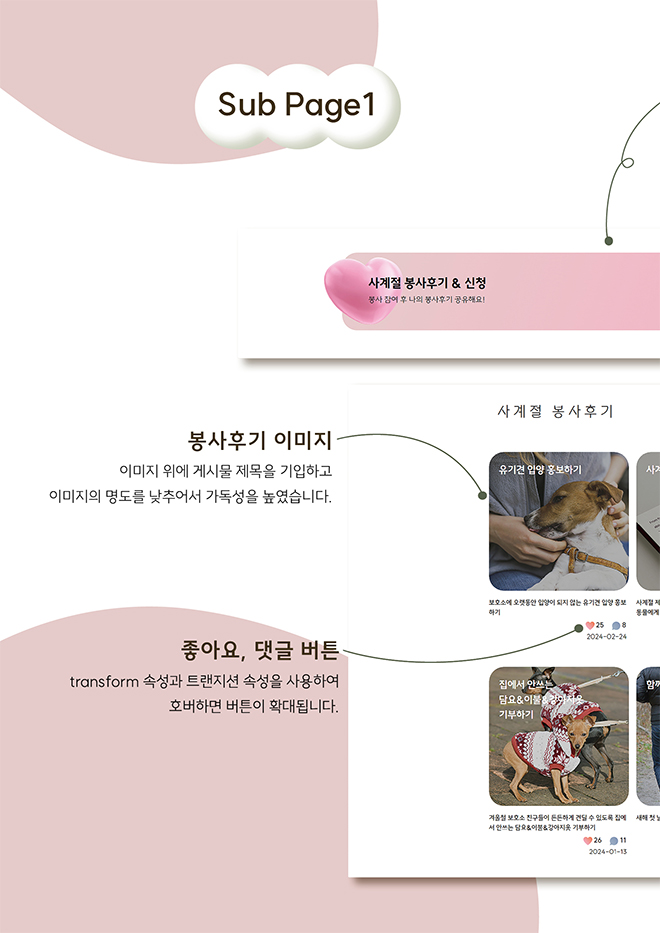 Sub Page1
사계절 봉사후기 & 신청
봉사 참여 후 나의 봉사후기 공유해요!
사계절 봉사후기
봉사후기 이미지
이미지 위에 게시물 제목을 기입하고
이미지의 명도를 낮추어서 가독성을 높였습니다.
유기견 입양 홍보하기
사계
보호소에 오랫동안 입양이 되지 않는 유기견 입양 홍보
하기
25 8
2024-02-24
사계절 제
동물에게
좋아요, 댓글 버튼
transform 속성과 트랜지션 속성을 사용하여
호버하면 버튼이 확대됩니다.
집에서 안쓰는
담요&이불&강아지옷
기부하기
함께
겨울철 보호소 친구들이 든든하게 견딜 수 있도록 집에
서 안쓰는 담요&이불&강아지옷 기부하기
26 11
2024-01-13
새해 첫 날